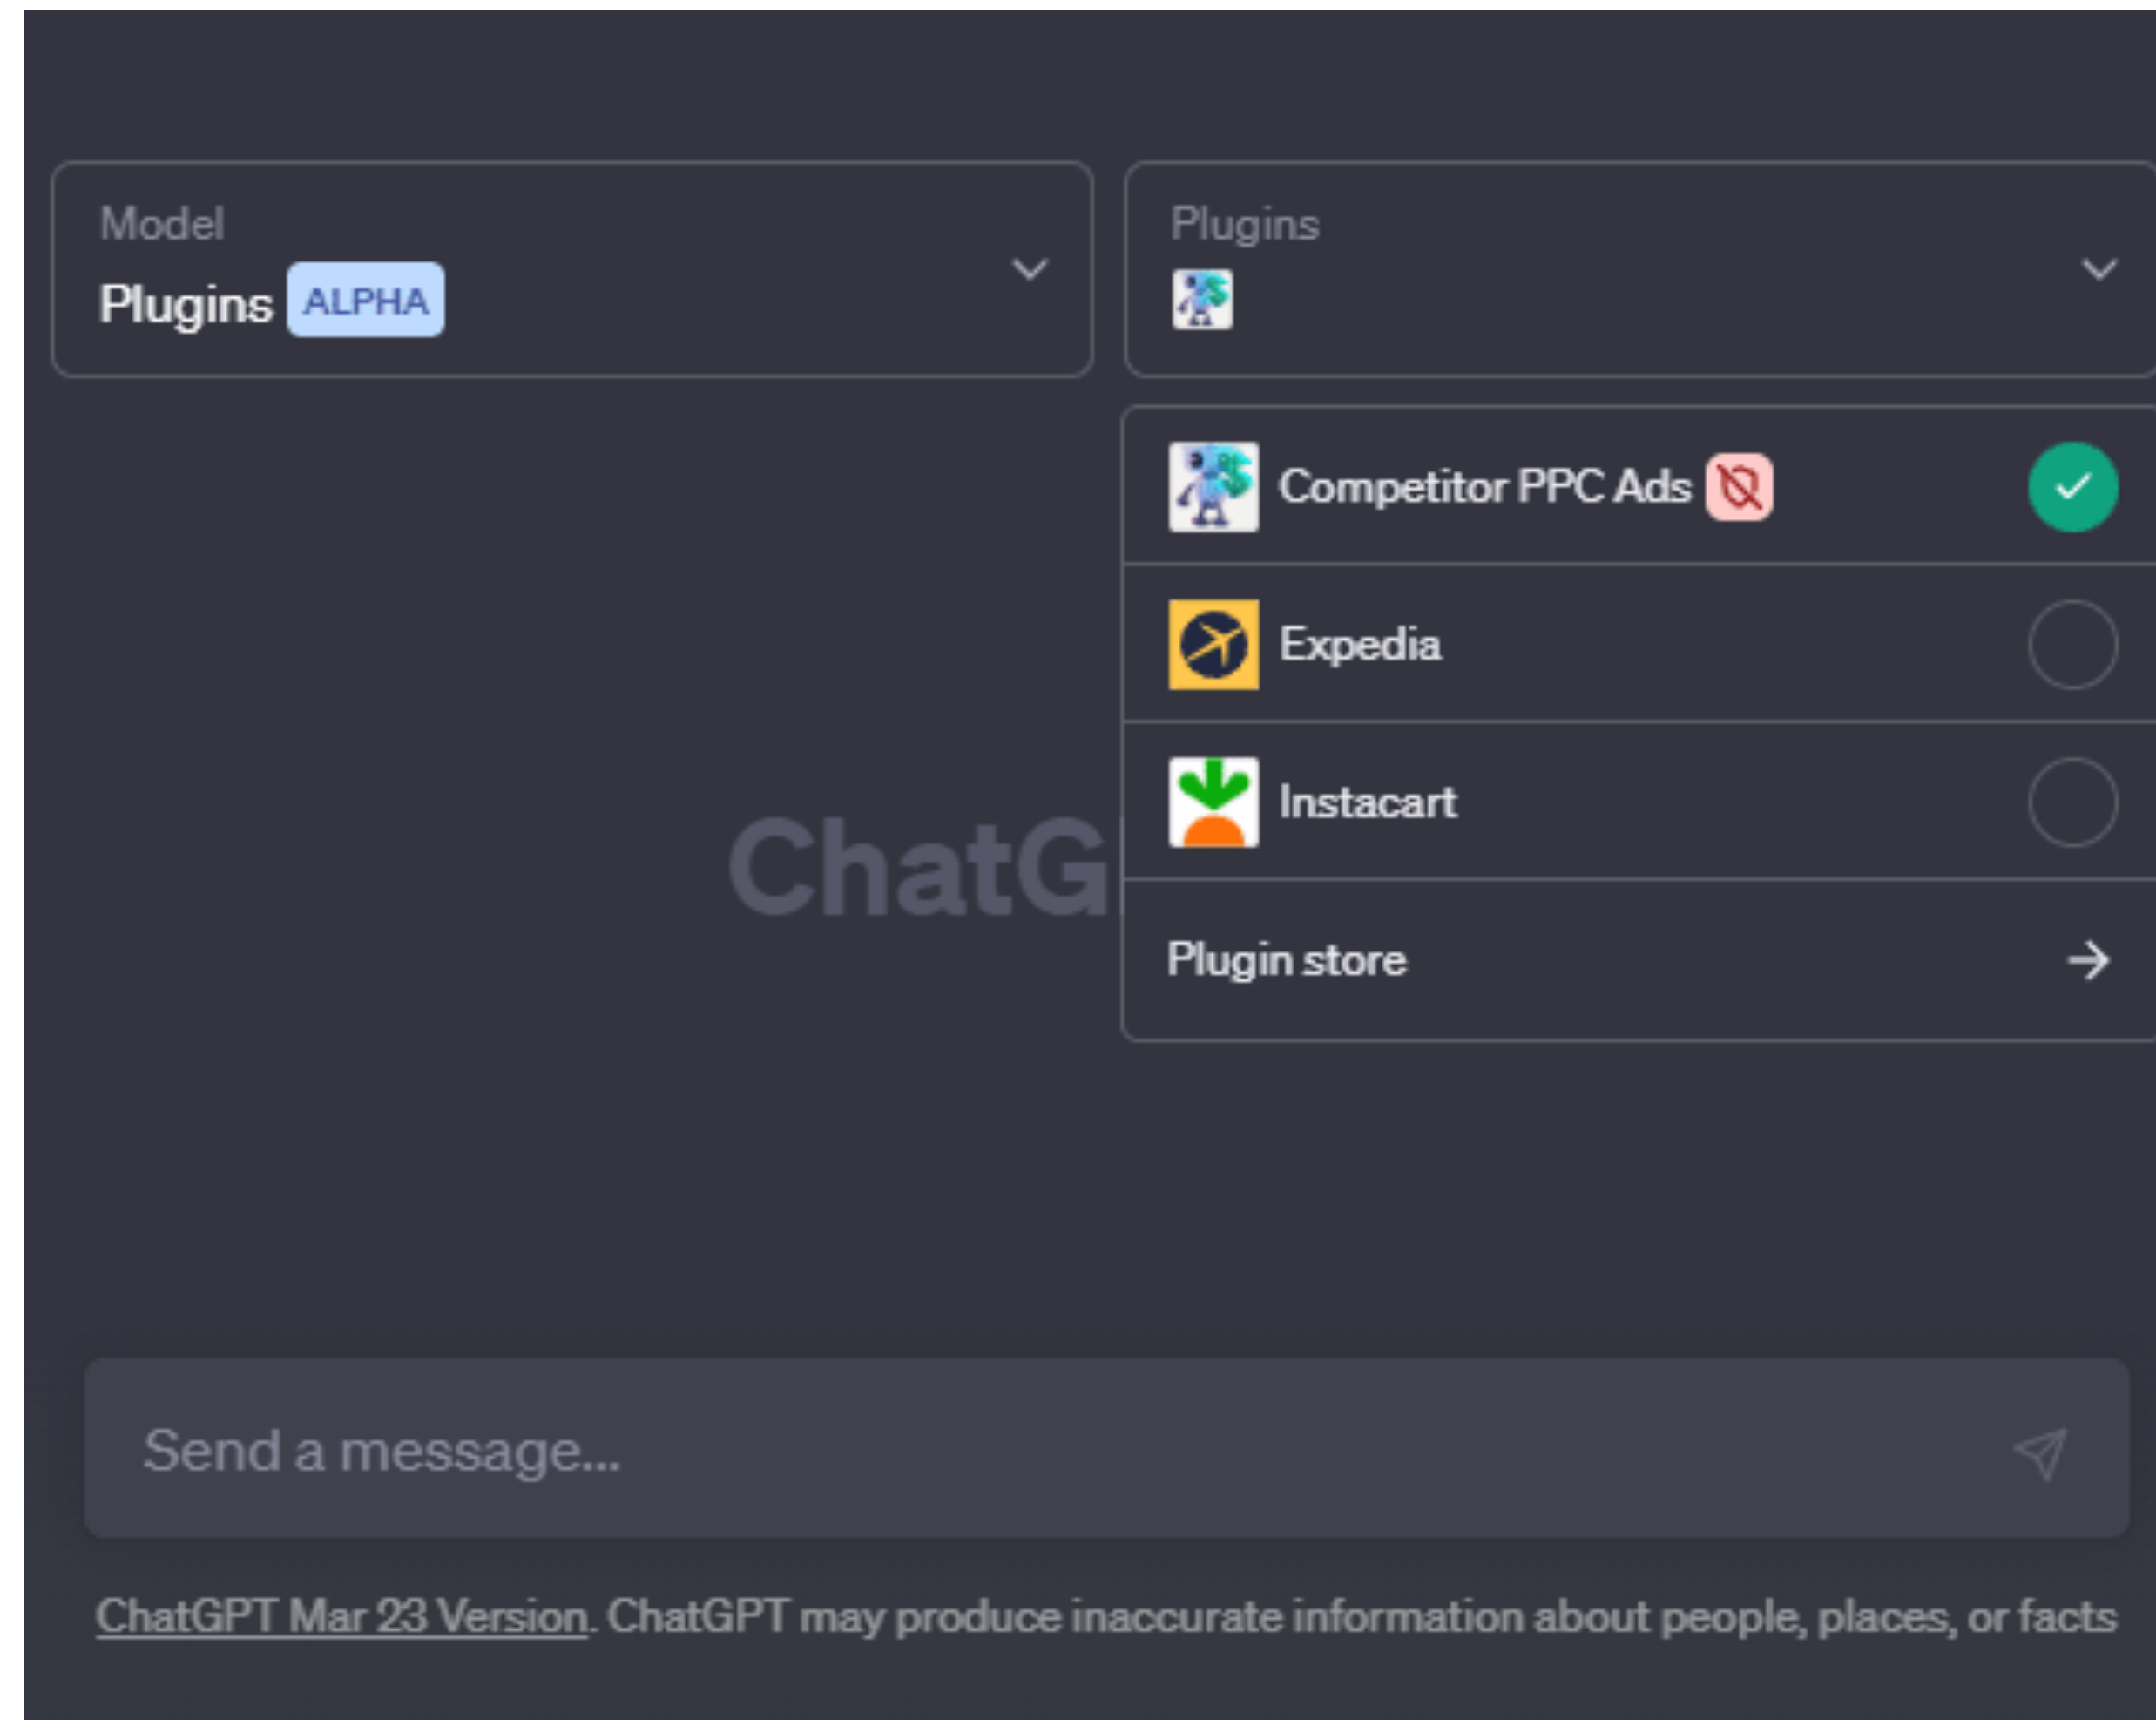 Model
Plugins ALPHA
Plugins
Competitor PPC Ads
Expedia
Instacart
ChatG
Plugin store
Send a message...
ChatGPT Mar 23 Version. ChatGPT may produce inaccurate information about people, places, or facts